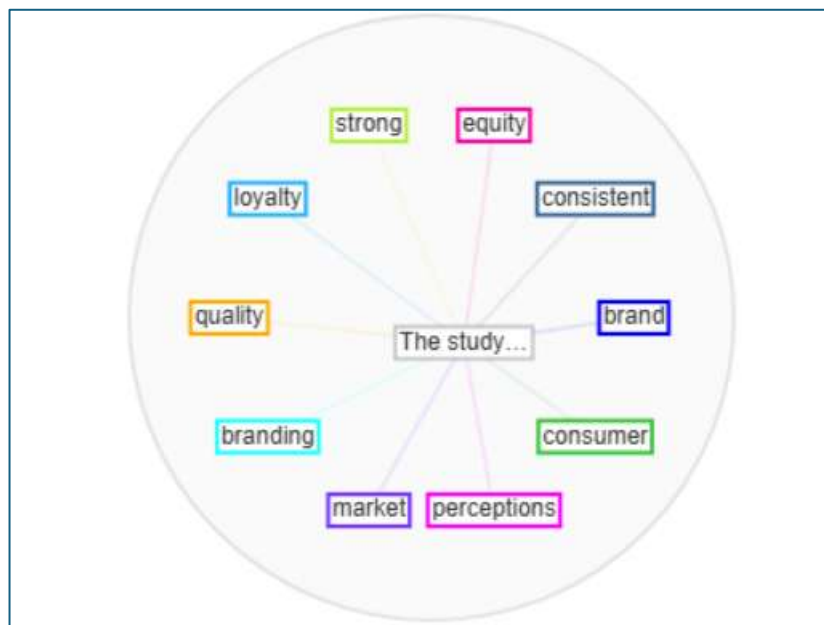 strong
equity
loyalty
consistent
quality
brand
The study...
branding
consumer
market
perceptions